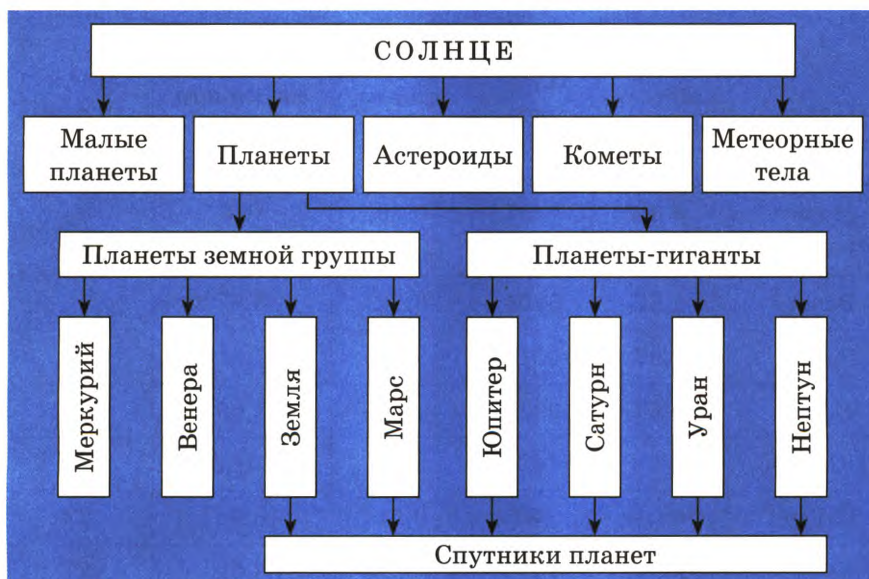 СОЛНЦЕ
Малые
планеты
Планеты
Астероиды
Кометы
Метеорные
тела
Планеты земной группы
Планеты-гиганты
Меркурий
Венера
Земля
Марс
Юпитер
Сатурн
Уран
Нептун
Спутники планет